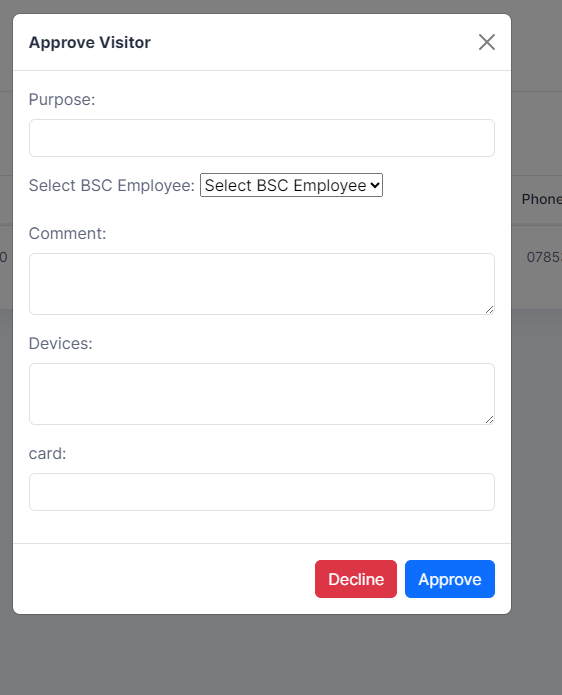 Approve Visitor
Purpose:
Select BSC Employee: Select BSC Employee
Phone
0
0785
Comment:
Devices:
card:
Decline Approve